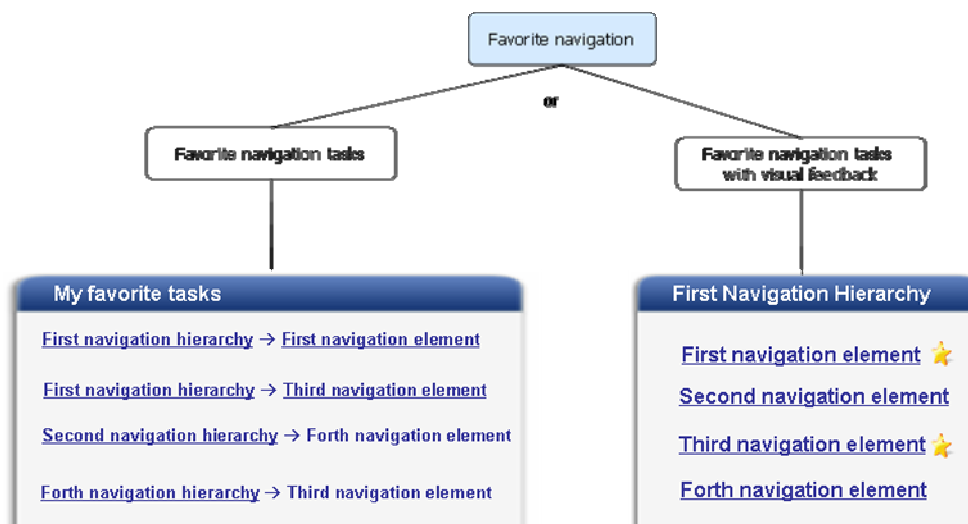 Favorite navigation
or
Favorite navigation tasks
Favorite navigation tasks
with visual feedback
My favorite tasks
First navigation hierarchy → First navigation element
First navigation hierarchy → Third navigation element
Second navigation hierarchy → Forth navigation element
Forth navigation hierarchy → Third navigation element
First Navigation Hierarchy
First navigation element
Second navigation element
Third navigation element
Forth navigation element